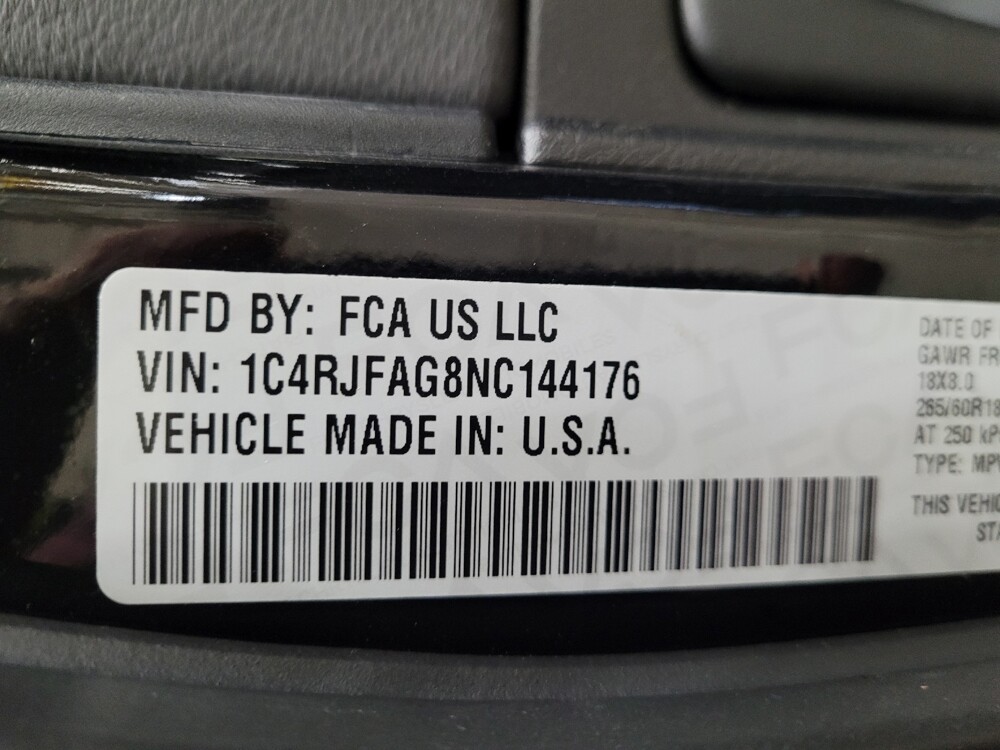 MFD BY: FCA US LLC
VIN: 1C4RJFAG8NC144176
VEHICLE MADE IN: U.S.A.
DATE OF
GAWR FR
18X8.0
265/60R18
AT 250 kP
TYPE: MP
THIS VEHIC
ST